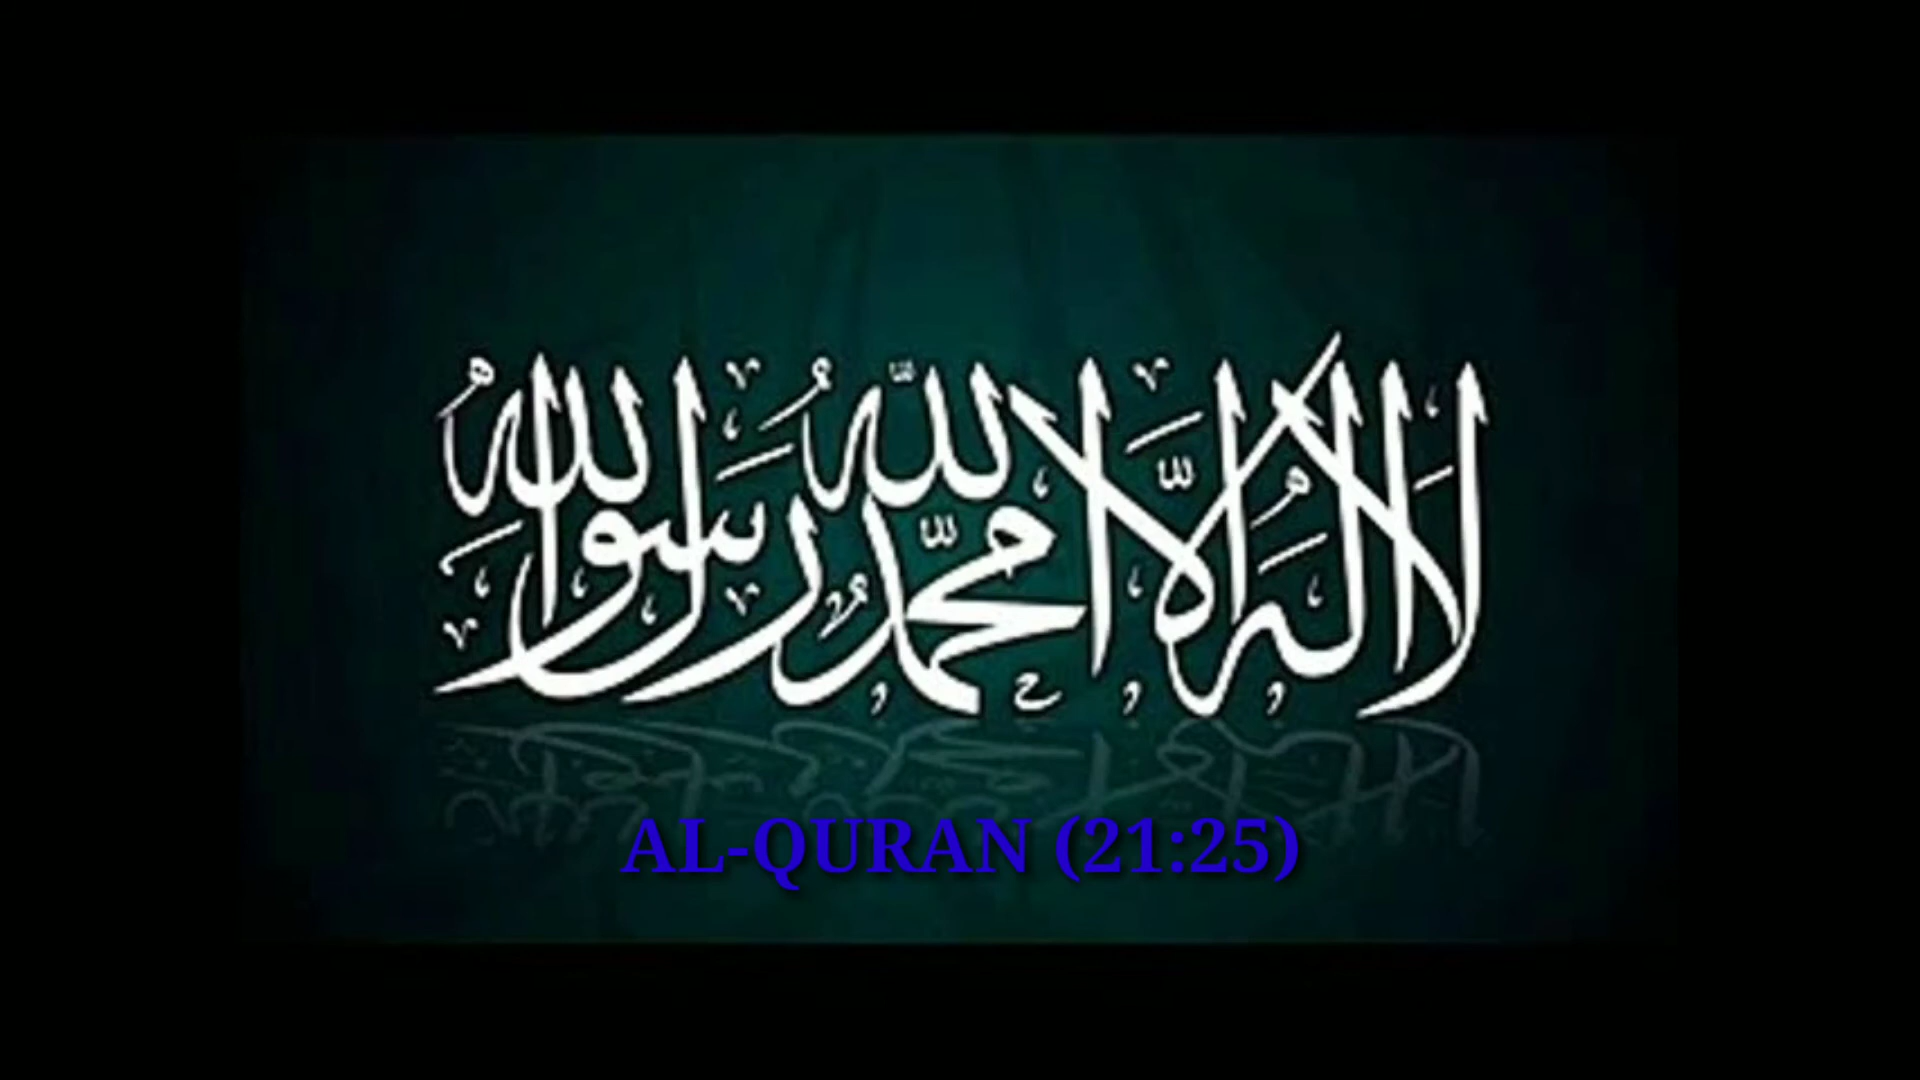 لا إله إلا الله محمد رسول الله
AL-QURAN (21:25)